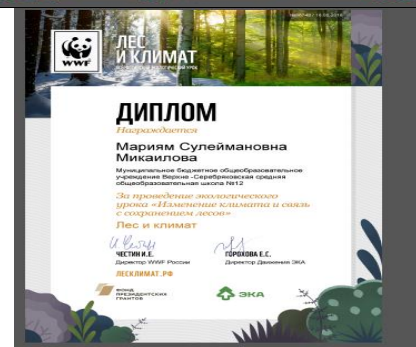 WWF
ЛЕС
И КЛИМАТ
ДИПЛОМ
Награждается
Мариям Сулеймановна
Микаилова
Муниципальное бюджетное общеобразовательное
учреждение Верхне -Серебряковская средняя
общеобразовательная школа №12
За проведение экологического
урока «Изменение климата и связь
с сохранением лесов»
Лес и климат
ЧЕСТИН И.Е.
Директор WWF России
ГОРОХОВА Е.С.
Директор Движения ЭКА
ЛЕСКЛИМАТ.РФ
ФОНД
ПРЕЗИДЕНТСКИХ
ГРАНТОВ
ЭКА